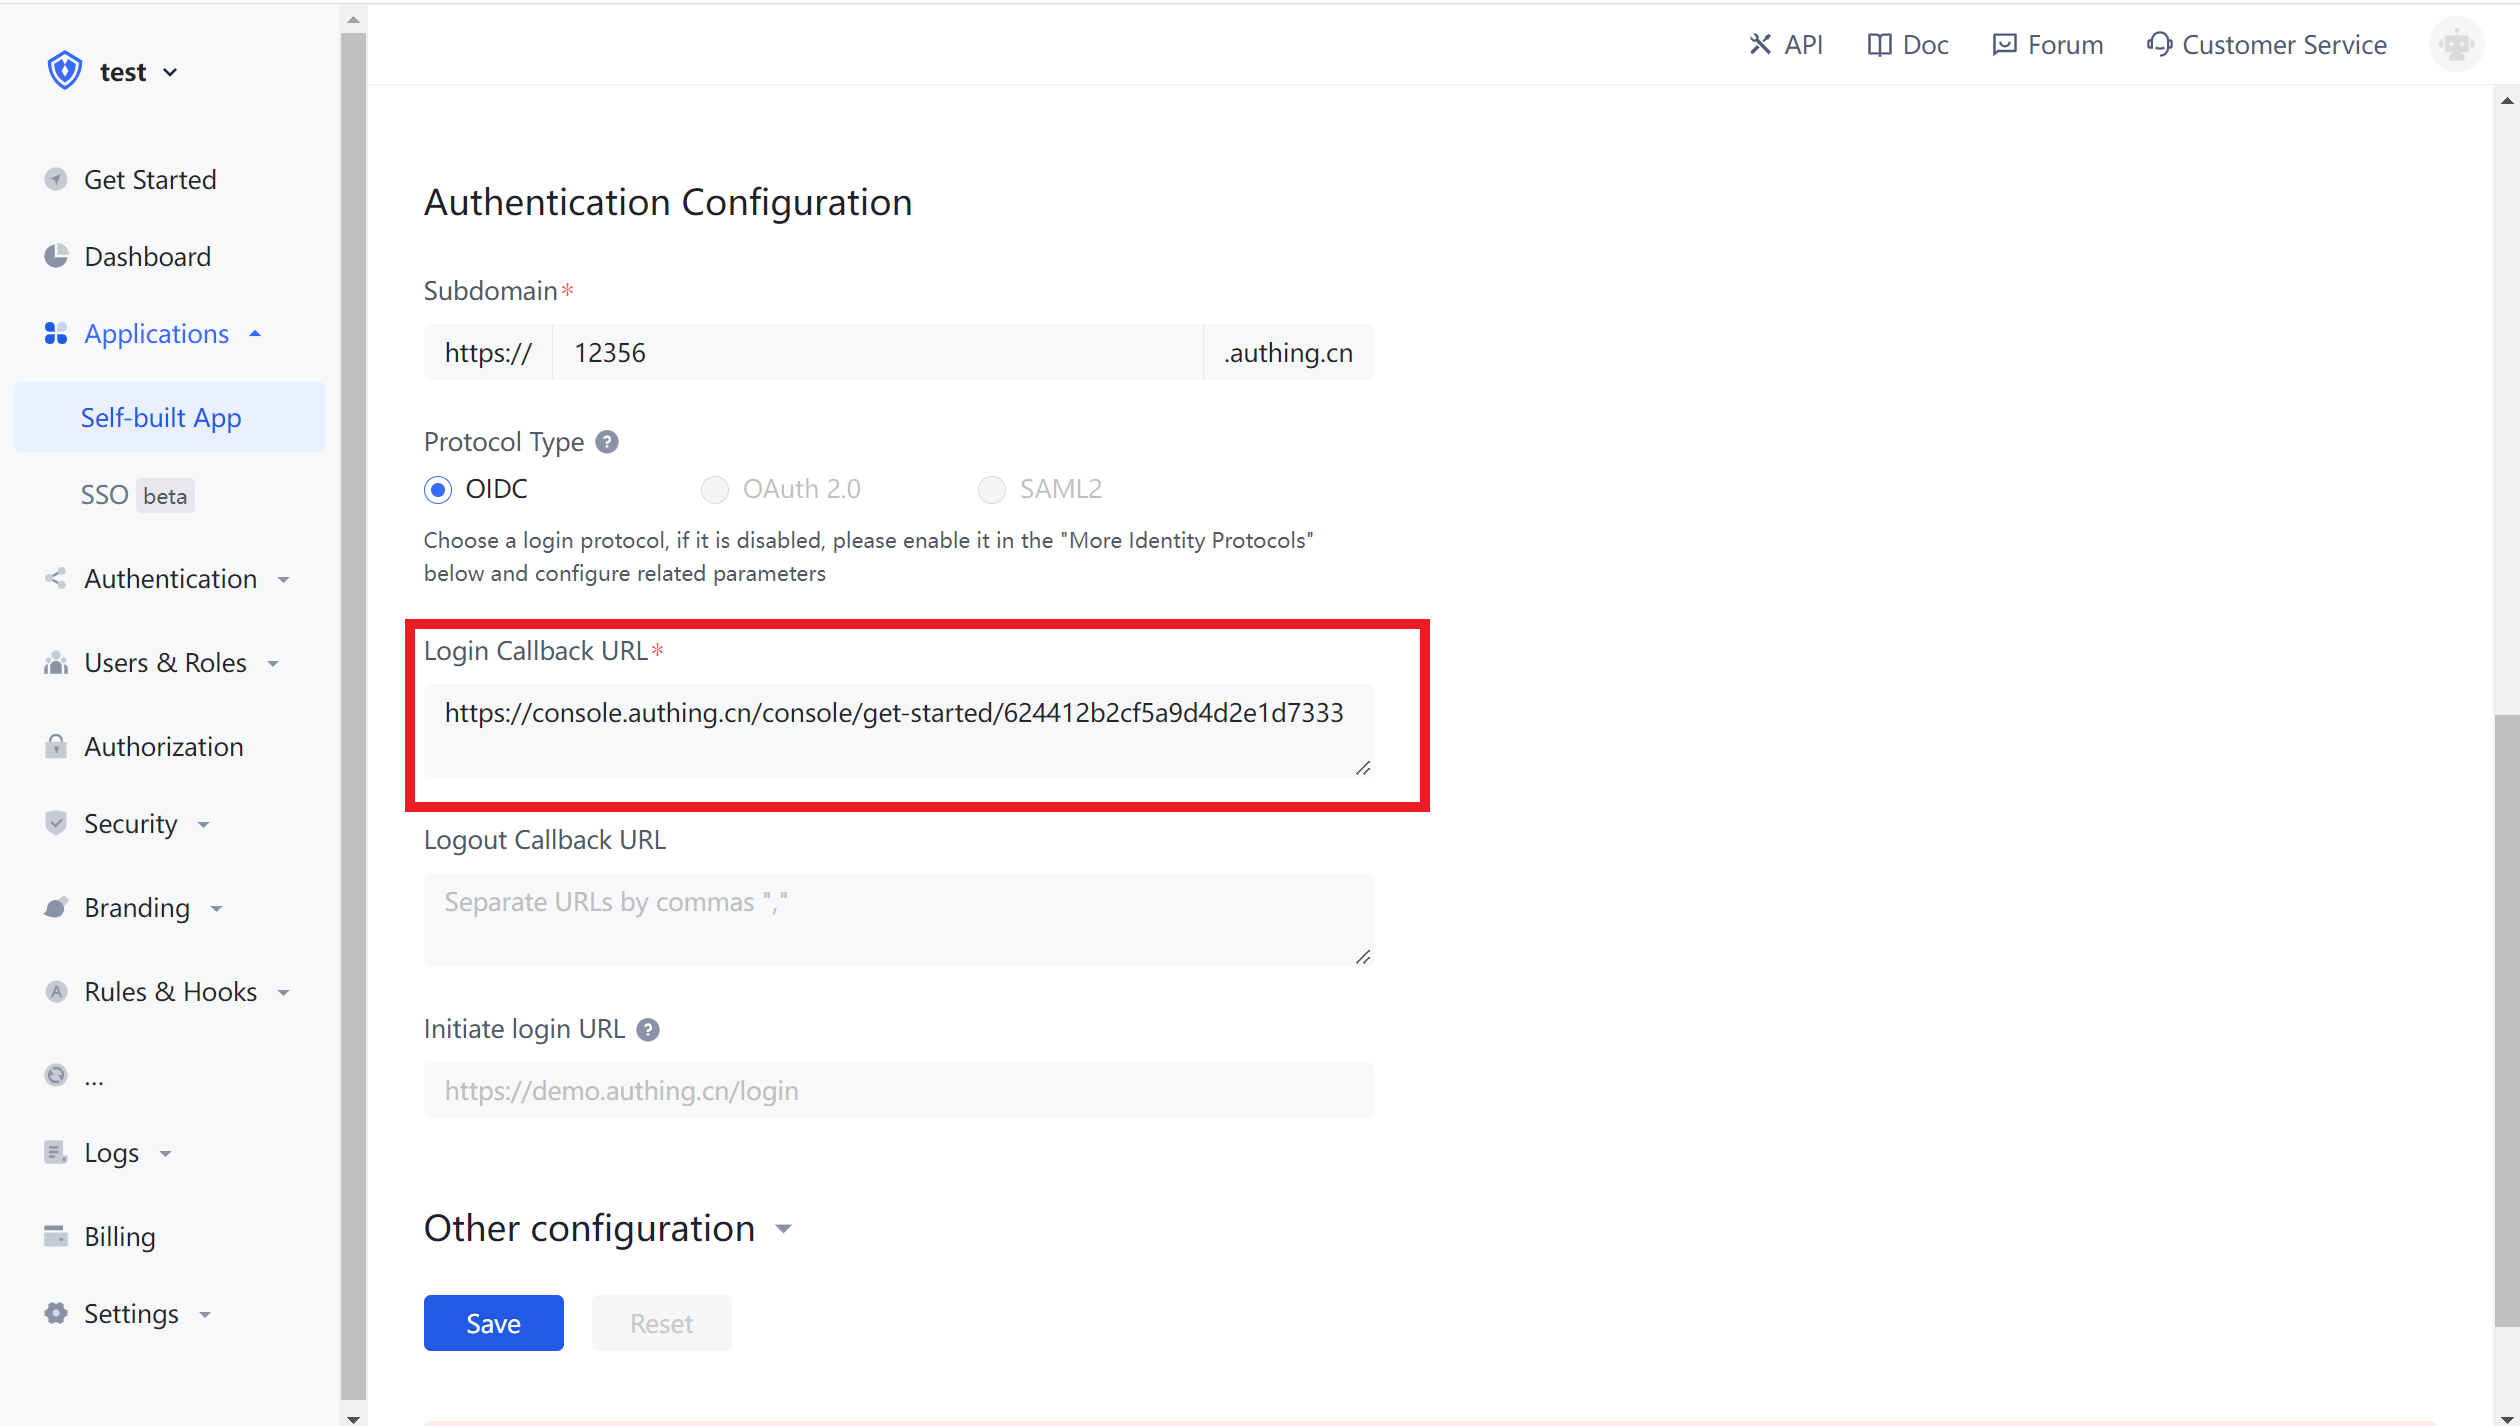 test
API
Doc
Forum
Customer Service
Get Started
Dashboard
Applications
Self-built App
SSO beta
Authentication
Users & Roles
Authorization
Security
Branding
Rules & Hooks
...
Logs
Billing
Settings
Authentication Configuration
Subdomain*
https:// 12356 .authing.cn
Protocol Type ?
OIDC OAuth 2.0 SAML2
Choose a login protocol, if it is disabled, please enable it in the "More Identity Protocols"
below and configure related parameters
Login Callback URL*
https://console.authing.cn/console/get-started/624412b2cf5a9d4d2e1d7333
Logout Callback URL
Separate URLs by commas ","
Initiate login URL ?
https://demo.authing.cn/login
Other configuration
Save Reset